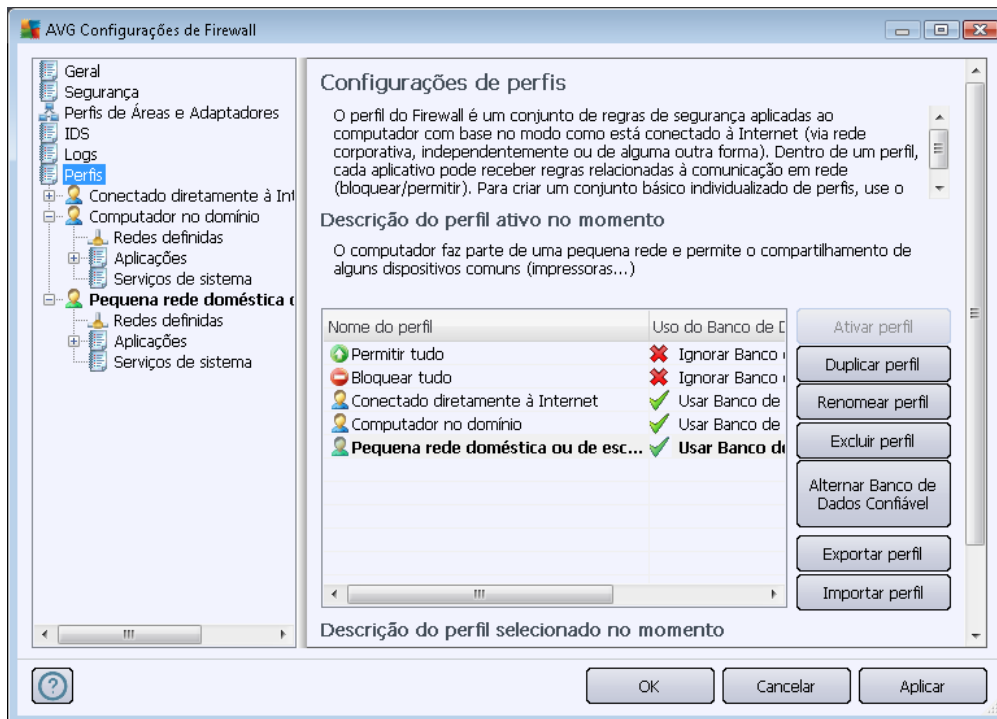 AVG Configurações de Firewall
Geral
Segurança
Perfis de Áreas e Adaptadores
IDS
Logs
Perfis
Conectado diretamente à Int
Computador no domínio
Redes definidas
Aplicações
Serviços de sistema
Pequena rede doméstica o
Redes definidas
Aplicações
Serviços de sistema
Configurações de perfis
O perfil do Firewall é um conjunto de regras de segurança aplicadas ao
computador com base no modo como está conectado à Internet (via rede
corporativa, independentemente ou de alguma outra forma). Dentro de um perfil,
cada aplicativo pode receber regras relacionadas à comunicação em rede
(bloquear/permitir). Para criar um conjunto básico individualizado de perfis, use o
Descrição do perfil ativo no momento
O computador faz parte de uma pequena rede e permite o compartilhamento de
alguns dispositivos comuns (impressoras...)
Nome do perfil Uso do Banco de D
Permitir tudo Ignorar Banco
Bloquear tudo Ignorar Banco
Conectado diretamente à Internet Usar Banco de
Computador no domínio Usar Banco de
Pequena rede doméstica ou de esc... Usar Banco de
Ativar perfil
Duplicar perfil
Renomear perfil
Excluir perfil
Alternar Banco de
Dados Confiável
Exportar perfil
Importar perfil
Descrição do perfil selecionado no momento
OK
Cancelar
Aplicar